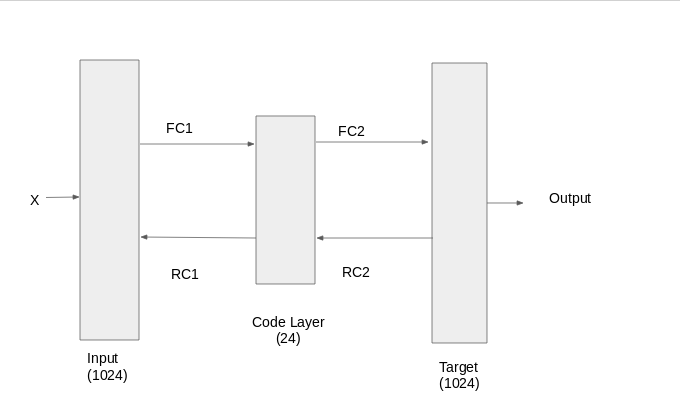 FC1
FC2
X
Output
RC1
RC2
Code Layer
(24)
Input
(1024)
Target
(1024)